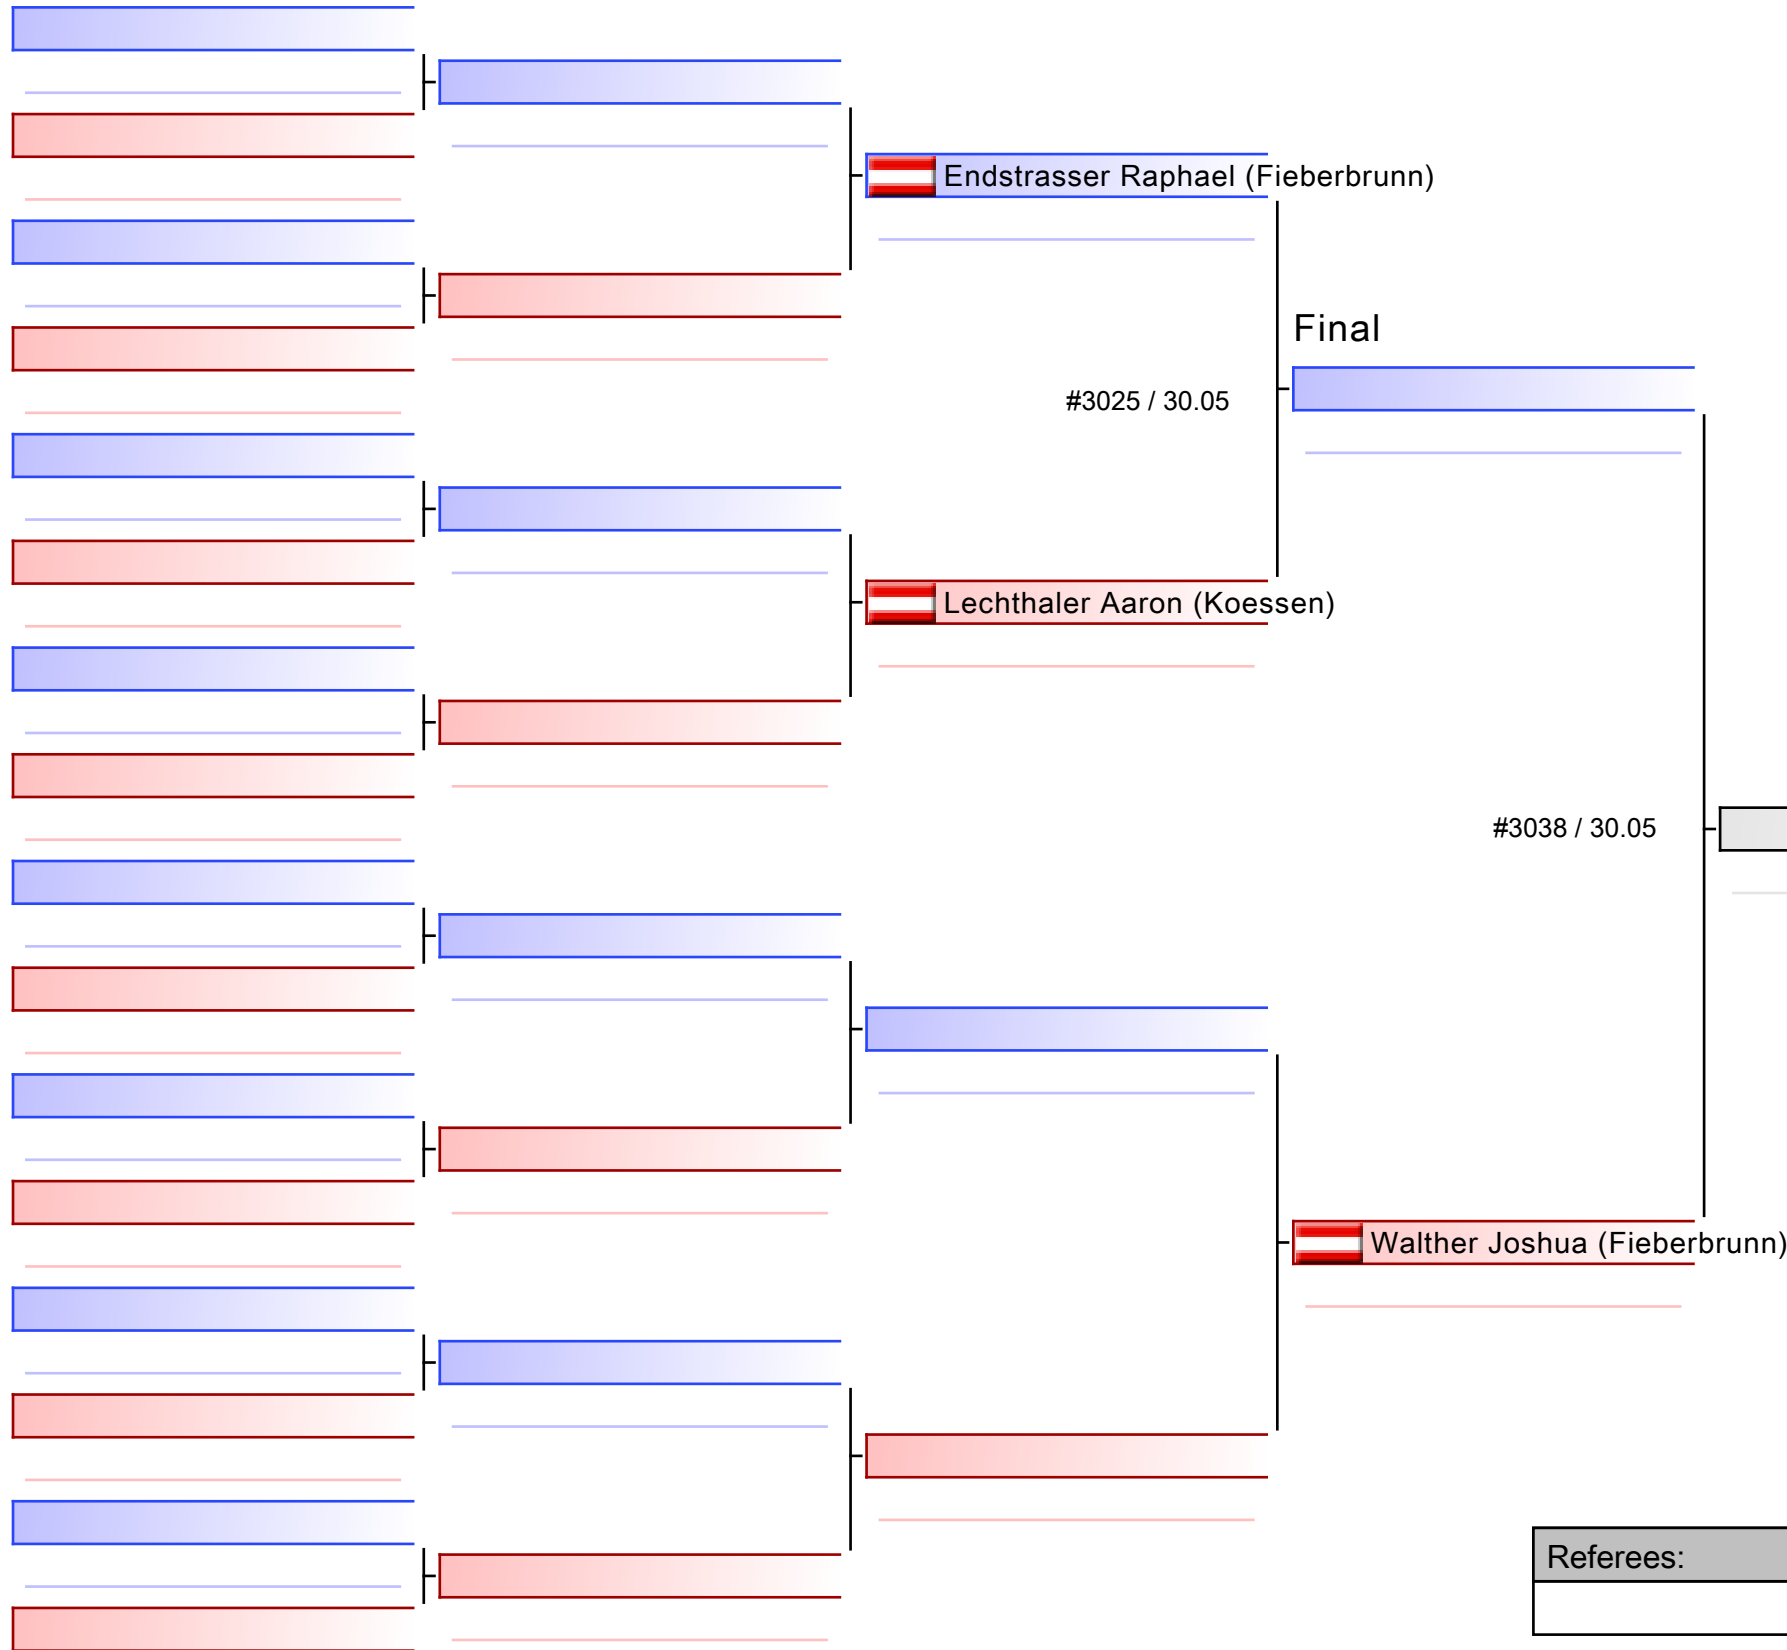 Endstrasser Raphael (Fieberbrunn)
Final
#3025 / 30.05
Lechthaler Aaron (Koessen)
#3038 / 30.05
Walther Joshua (Fieberbrunn)
Referees: